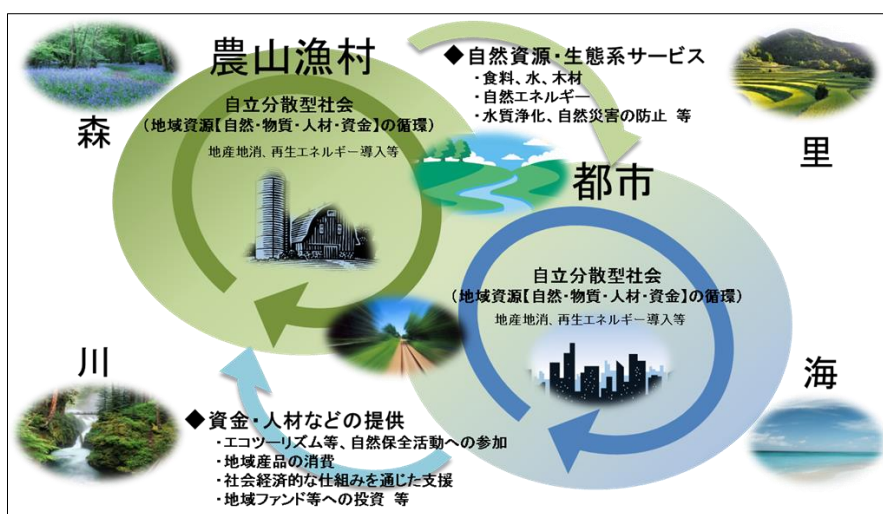 農山漁村
自立分散型社会
(地域資源【自然・物質・人材・資金】の循環)
地産地消、再生エネルギー導入等
◆自然資源・生態系サービス
・食料、水、木材
・自然エネルギー
・水質浄化、自然災害の防止 等
森
里
都市
自立分散型社会
(地域資源【自然・物質・人材・資金】の循環)
地産地消、再生エネルギー導入等
川
海
◆資金・人材などの提供
・エコツーリズム等、自然保全活動への参加
・地域産品の消費
・社会経済的な仕組みを通じた支援
・地域ファンド等への投資 等